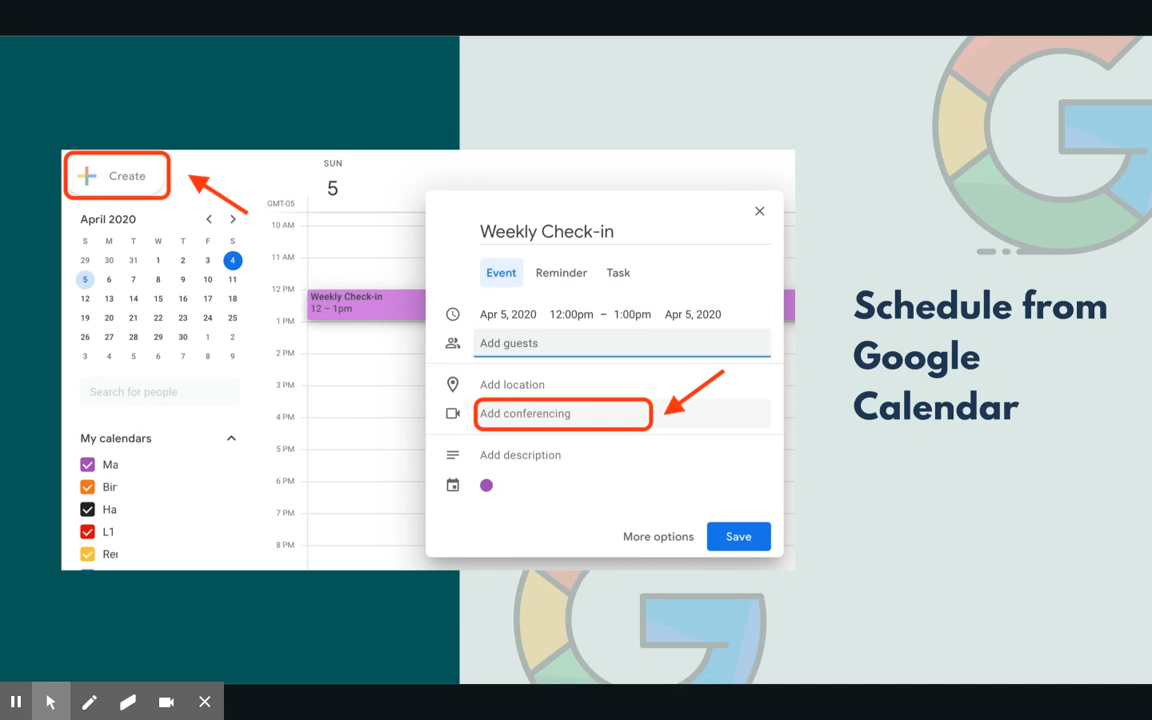 Create
April 2020
S M T W T F S
29 30 31 1 2 3 4
5 6 7 8 9 10 11
12 13 14 15 16 17 18
19 20 21 22 23 24 25
26 27 28 29 30 1 2
3 4 5 6 7 8 9
Search for people
My calendars
Ma
Bir
Ha
L1
Rei
SUN
5
GMT-05
10 AM
11 AM
12 PM
1 PM
2 PM
3 PM
4 PM
5 PM
6 PM
7 PM
8 PM
Weekly Check-in
12 – 1pm
Weekly Check-in
Event Reminder Task
Apr 5, 2020 12:00pm – 1:00pm Apr 5, 2020
Add guests
Add location
Add conferencing
Add description
More options Save
Schedule from
Google
Calendar